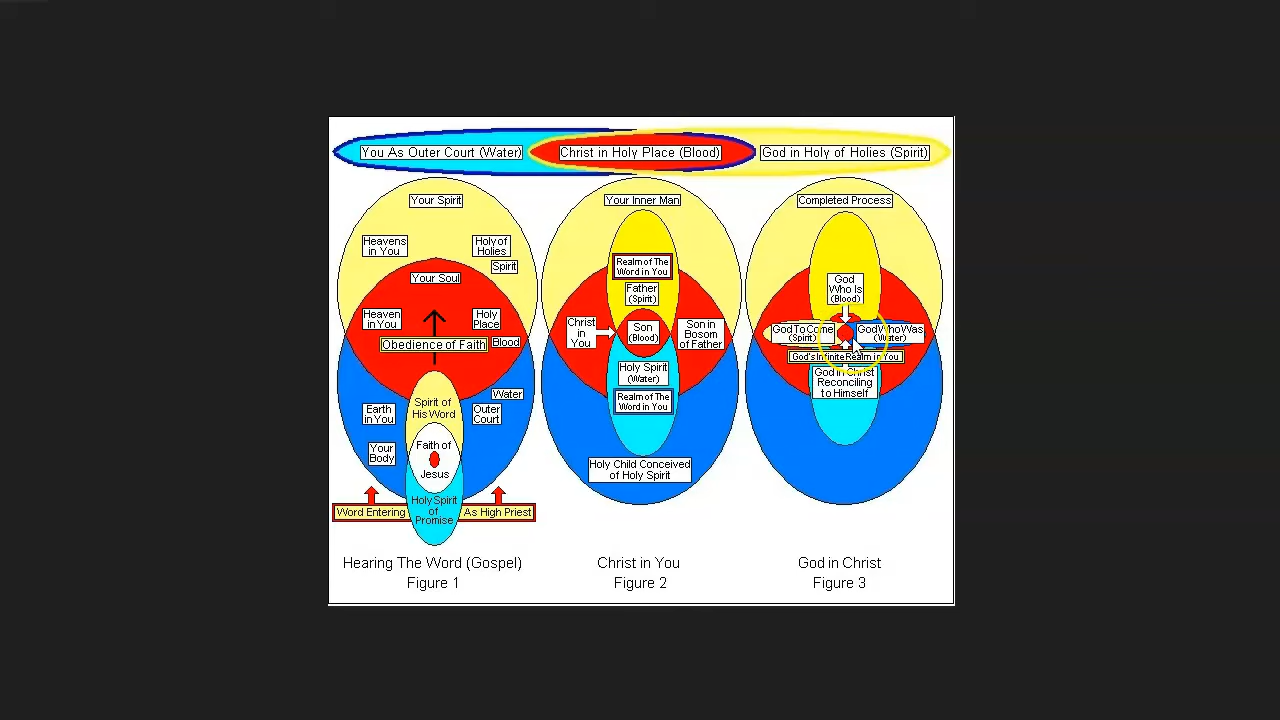 You As Outer Court (Water)
Christ in Holy Place (Blood)
God in Holy of Holies (Spirit)
Your Spirit
Heavens
in You
Holy of
Holies
Spirit
Your Soul
Heaven
in You
Holy
Place
Obedience of Faith
Blood
Spirit of
His Word
Water
Earth
in You
Outer
Court
Your
Body
Faith of
Jesus
Holy Spirit
of
Promise
Word Entering
As High Priest
Hearing The Word (Gospel)
Figure 1
Your Inner Man
Realm of The
Word in You
Father
(Spirit)
Christ
in
You
Son
(Blood)
Son in
Bosom
of Father
Holy Spirit
(Water)
Realm of The
Word in You
Holy Child Conceived
of Holy Spirit
Christ in You
Figure 2
Completed Process
God
Who Is
(Blood)
God To Come
(Spirit)
God Who Was
(Water)
God's Infinite Realm in You
God in Christ
Reconciling
to Himself
God in Christ
Figure 3